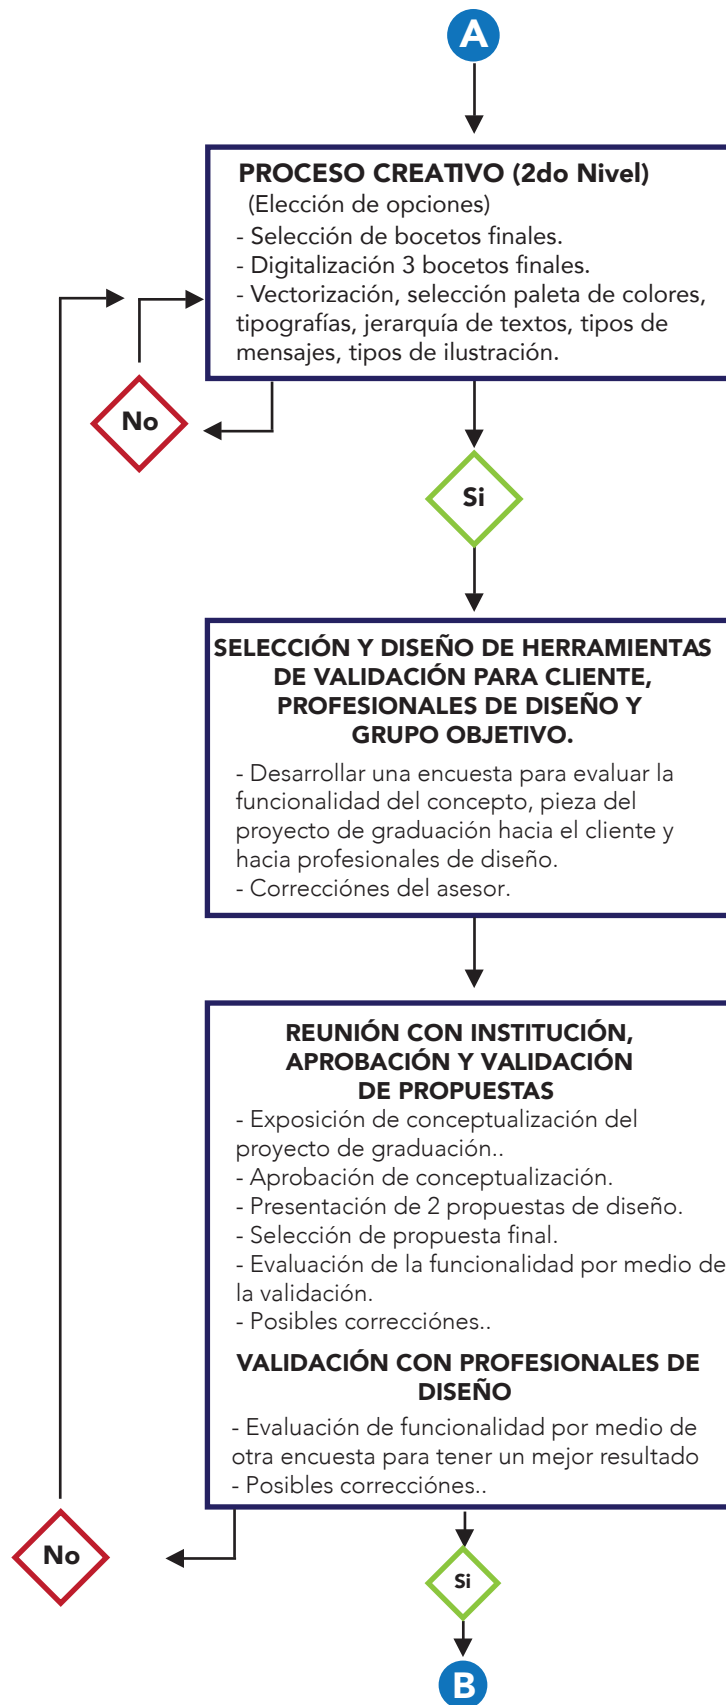 A
PROCESO CREATIVO (2do Nivel)
(Elección de opciones)
- Selección de bocetos finales.
- Digitalización 3 bocetos finales.
- Vectorización, selección paleta de colores,
tipografías, jerarquía de textos, tipos de
mensajes, tipos de ilustración.
No
Si
SELECCIÓN Y DISEÑO DE HERRAMIENTAS
DE VALIDACIÓN PARA CLIENTE,
PROFESIONALES DE DISEÑO Y
GRUPO OBJETIVO.
- Desarrollar una encuesta para evaluar la
funcionalidad del concepto, pieza del
proyecto de graduación hacia el cliente y
hacia profesionales de diseño.
- Correcciónes del asesor.
REUNIÓN CON INSTITUCIÓN,
APROBACIÓN Y VALIDACIÓN
DE PROPUESTAS
- Exposición de conceptualización del
proyecto de graduación..
- Aprobación de conceptualización.
- Presentación de 2 propuestas de diseño.
- Selección de propuesta final.
- Evaluación de la funcionalidad por medio de
la validación.
- Posibles correcciónes..
VALIDACIÓN CON PROFESIONALES DE
DISEÑO
- Evaluación de funcionalidad por medio de
otra encuesta para tener un mejor resultado
- Posibles correcciónes..
No
Si
B